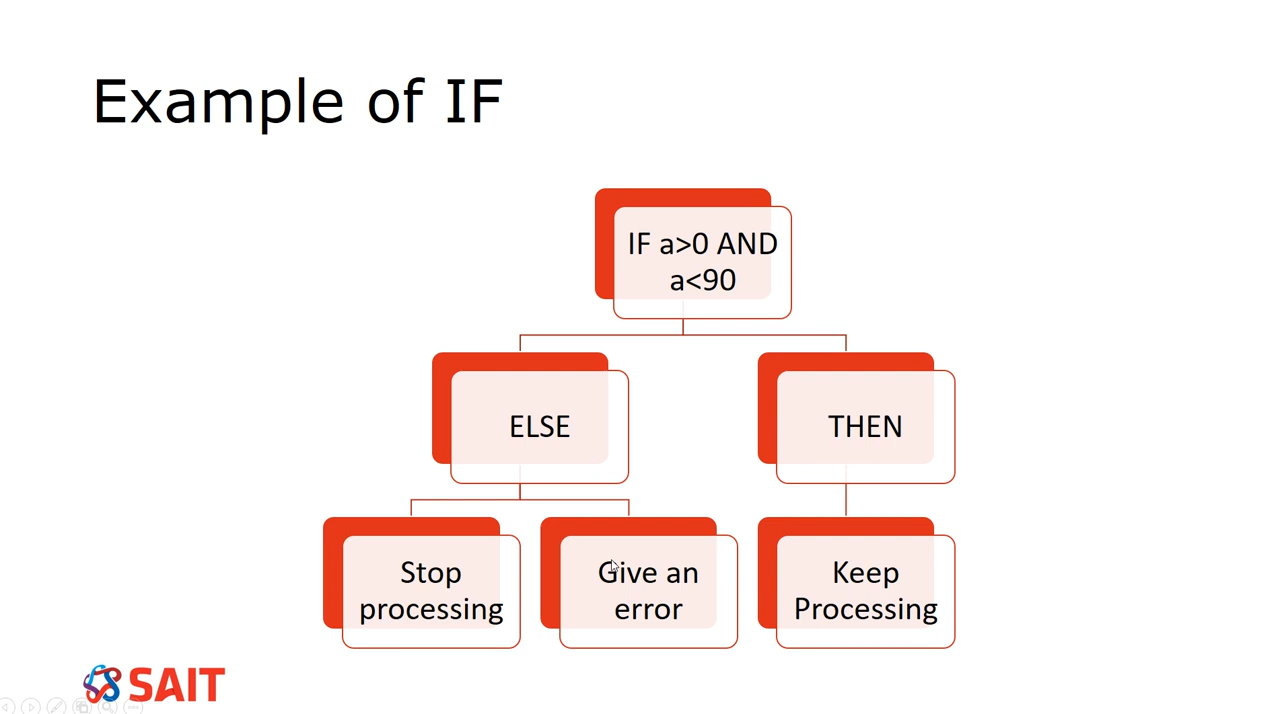 Example of IF
IF a>0 AND
a<90
ELSE
THEN
Stop
processing
Give an
error
Keep
Processing
SAIT